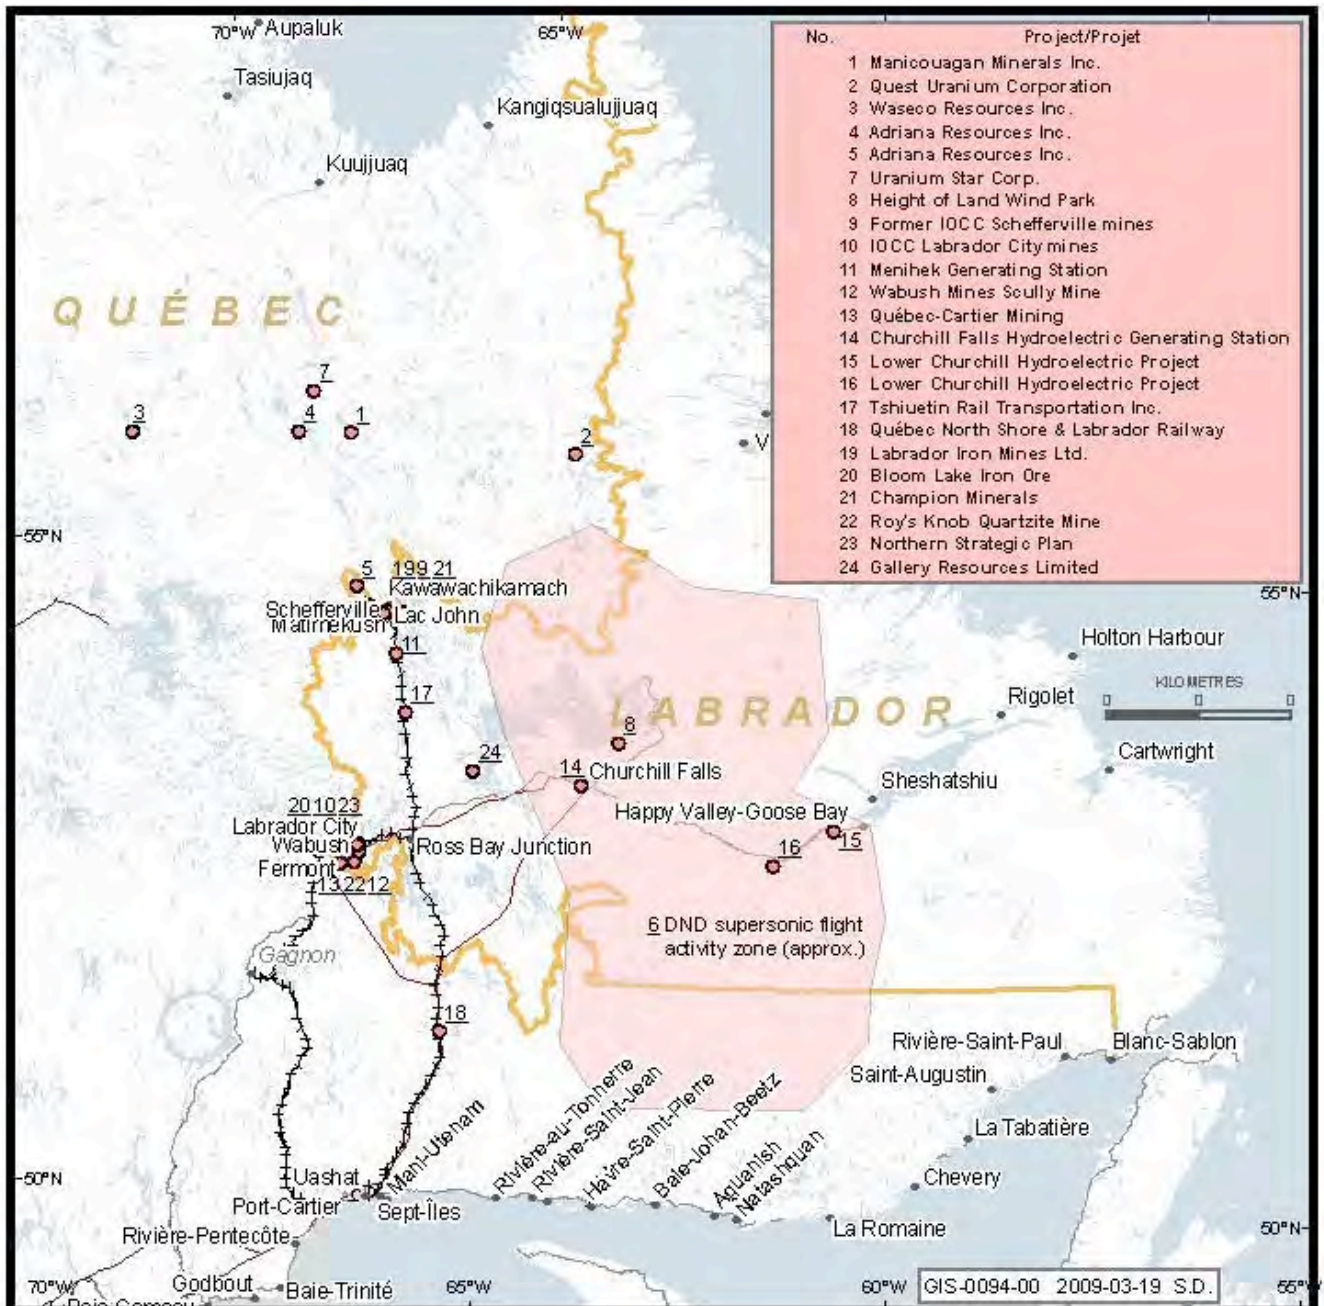 70°W
Aupaluk
65°W
Tasiujaq
Kangiqsualujjuaq
Kuujjuaq
No. Project/Projet
1 Manicouagan Minerals Inc.
2 Quest Uranium Corporation
3 Waseco Resources Inc.
4 Adriana Resources Inc.
5 Adriana Resources Inc.
7 Uranium Star Corp.
8 Height of Land Wind Park
9 Former IOCC Schefferville mines
10 IOCC Labrador City mines
11 Menihek Generating Station
12 Wabush Mines Scully Mine
13 Québec-Cartier Mining
14 Churchill Falls Hydroelectric Generating Station
15 Lower Churchill Hydroelectric Project
16 Lower Churchill Hydroelectric Project
17 Tshiuetin Rail Transportation Inc.
18 Québec North Shore & Labrador Railway
19 Labrador Iron Mines Ltd.
20 Bloom Lake Iron Ore
21 Champion Minerals
22 Roy's Knob Quartzite Mine
23 Northern Strategic Plan
24 Gallery Resources Limited
QUÉBEC
7
3
4
1
2
V
55°N
5
19 9 21
Kawawachikamach
Schefferville
Lac John
Matimekush
55°N
11
Holton Harbour
KILOMETRES
0 0 0
Rigolet
17
LABRADOR
8
24
14
Churchill Falls
Cartwright
Sheshatshiu
20 10 23
Labrador City
Happy Valley-Goose Bay
Wabush
Ross Bay Junction
15
16
Fermont
13 22 12
6 DND supersonic flight
activity zone (approx.)
Gagnon
18
Rivière-Saint-Paul
Blanc-Sablon
Saint-Augustin
Rivière-au-Tonnerre
Rivière-Saint-Jean
Havre-Saint-Pierre
Baie-Johan-Beetz
Aguanish
Natashquan
La Tabatière
Mani-Utenam
50°N
Uashat
Port-Cartier
Sept-Îles
Chevery
La Romaine
50°N
Rivière-Pentecôte
70°W
Godbout
Baie-Trinité
65°W
60°W
GIS-0094-00 2009-03-19 S.D.
55°W